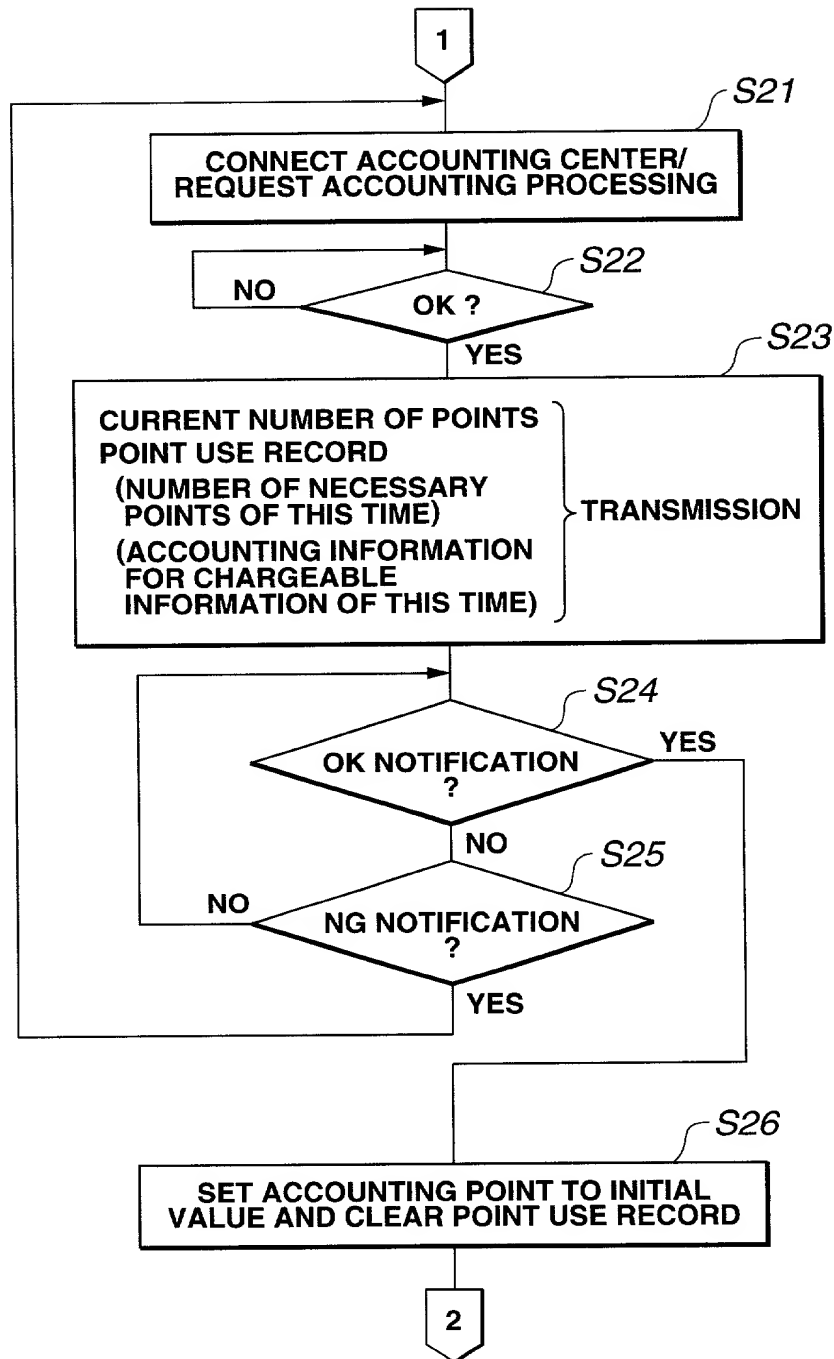 1
S21
CONNECT ACCOUNTING CENTER/
REQUEST ACCOUNTING PROCESSING
S22
NO
OK ?
YES
S23
CURRENT NUMBER OF POINTS
POINT USE RECORD
(NUMBER OF NECESSARY
POINTS OF THIS TIME)
(ACCOUNTING INFORMATION
FOR CHARGEABLE
INFORMATION OF THIS TIME)
TRANSMISSION
S24
OK NOTIFICATION
?
YES
NO
S25
NO
NG NOTIFICATION
?
YES
S26
SET ACCOUNTING POINT TO INITIAL
VALUE AND CLEAR POINT USE RECORD
2